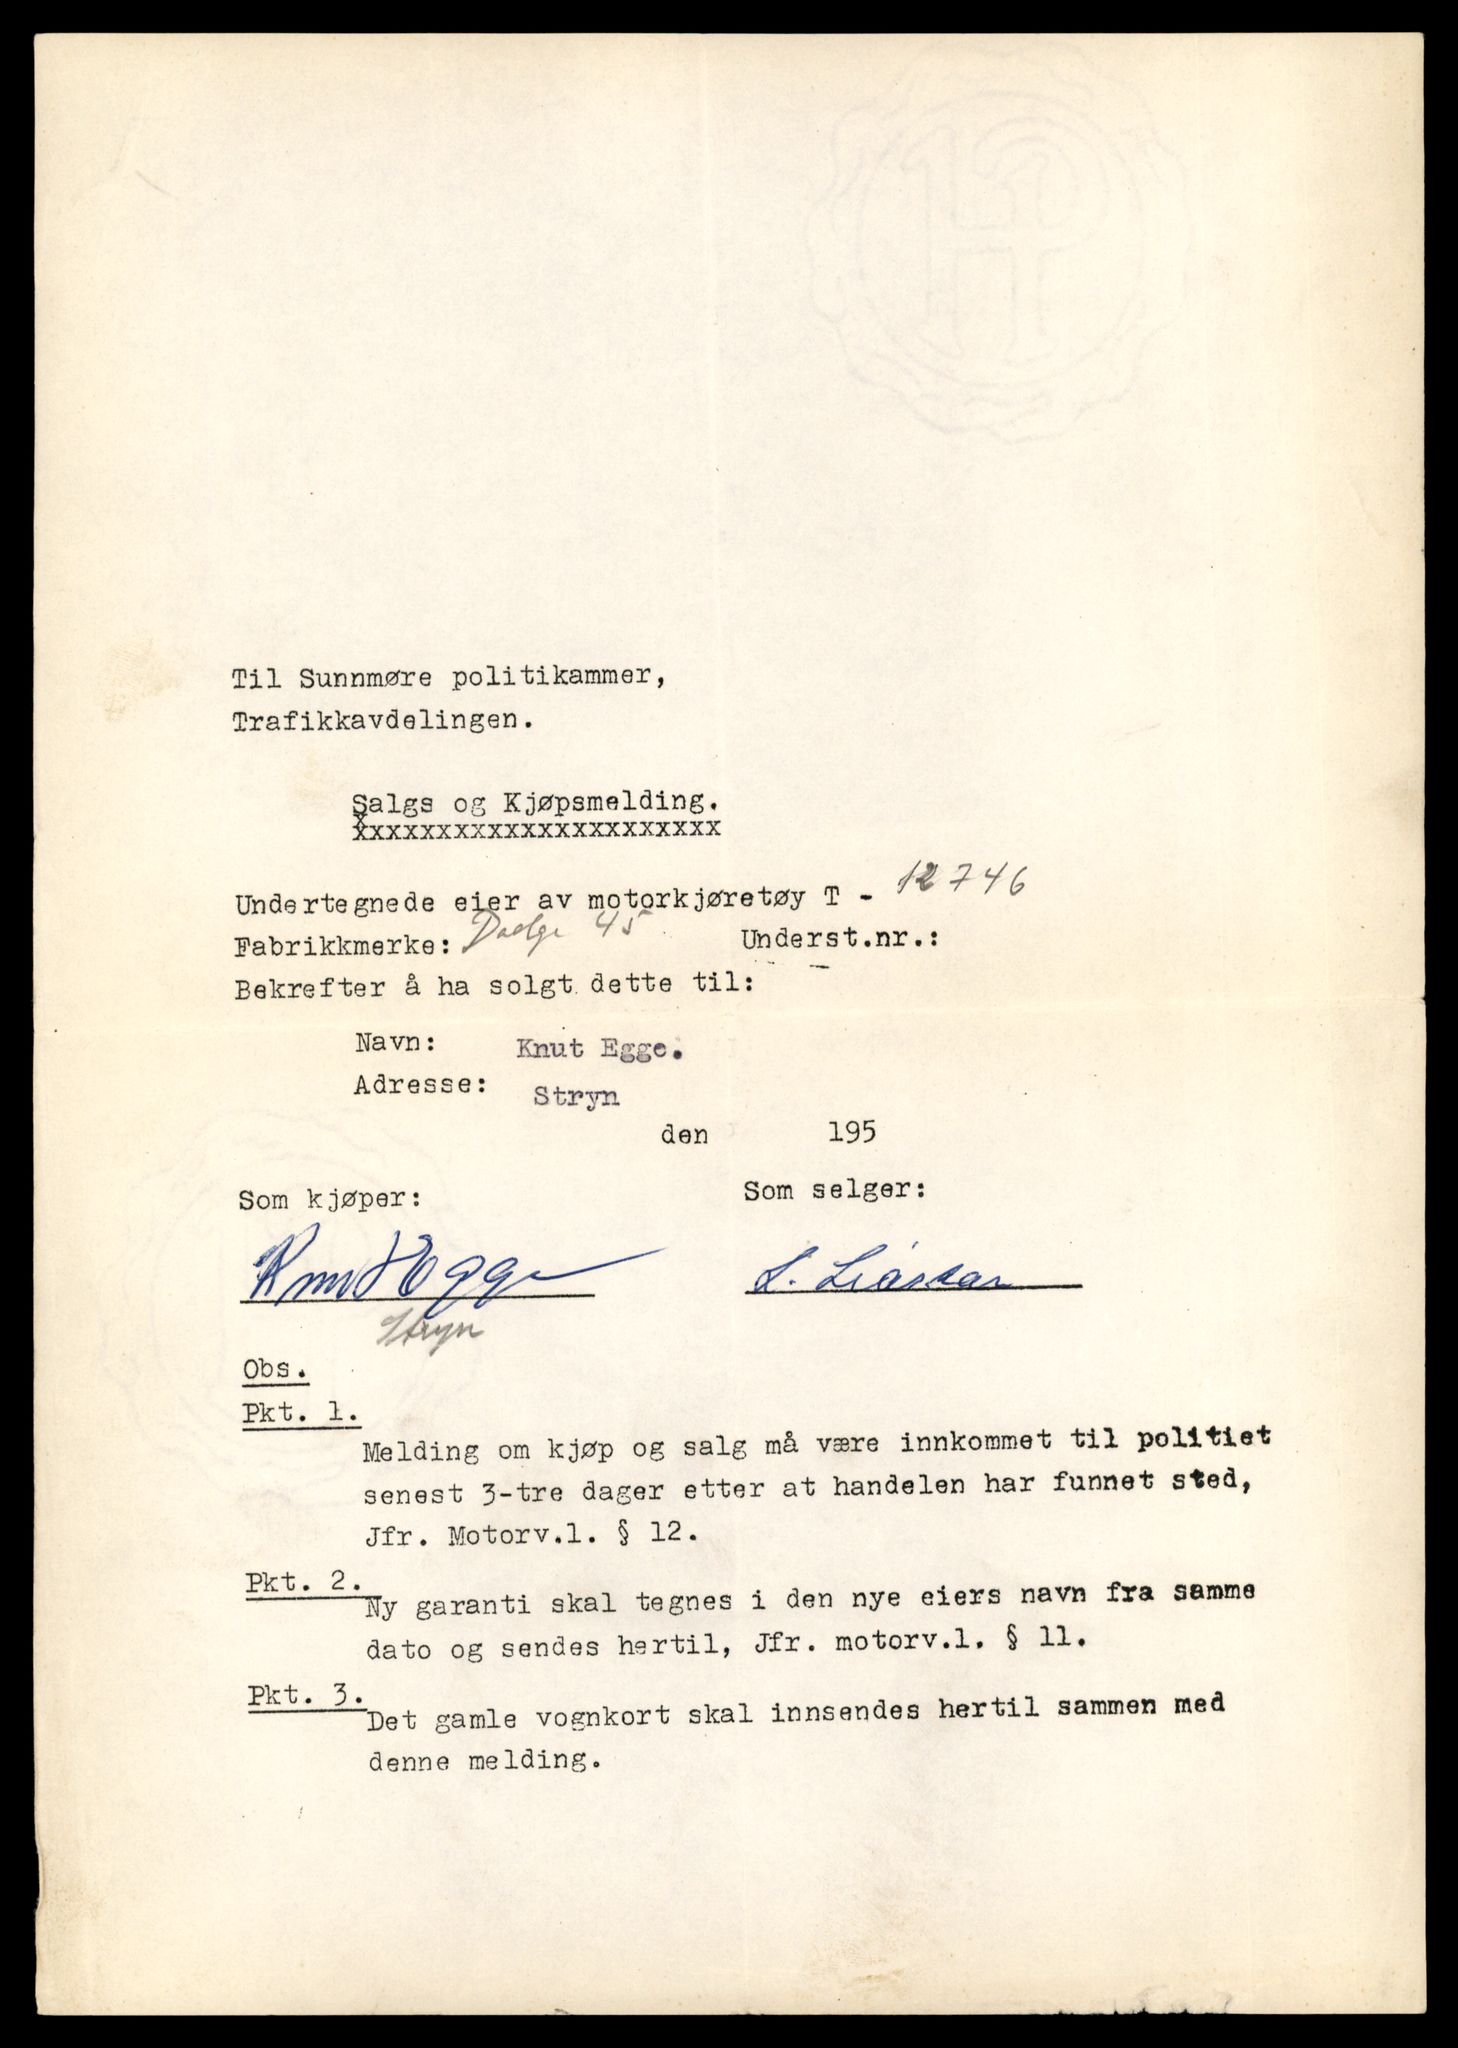 Til Sunnmøre politikammer,
Trafikkavdelingen.
Salgs og Kjøpsmelding.
xxxxxxxxxxxxxxxxxxxxxx
Undertegnede eier av motorkjøretøy T - 12746
Fabrikkmerke: Dodge 45 Underst.nr.:
Bekrefter å ha solgt dette til:
Navn: Knut Egge.
Adresse: Stryn
den 195
Som kjøper: Som selger:
Knut Egge L.
Stryn
Obs.
Pkt. 1.
Melding om kjøp og salg må være innkommet til politiet
senest 3-tre dager etter at handelen har funnet sted,
Jfr. Motorv.l. § 12.
Pkt. 2.
Ny garanti skal tegnes i den nye eiers navn fra samme
dato og sendes hertil, Jfr. motorv.l. § 11.
Pkt. 3.
Det gamle vognkort skal innsendes hertil sammen med
denne melding.